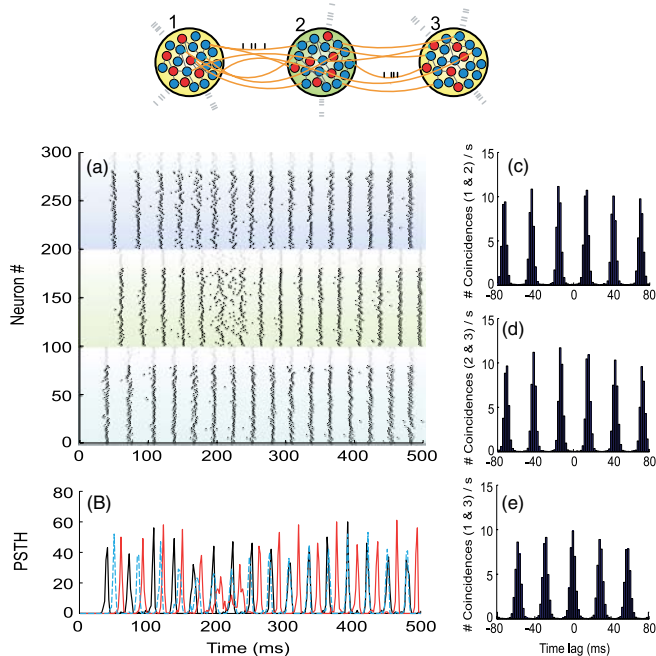 1 2 3
(a)
300
250
200
150
100
50
0
Neuron #
0 100 200 300 400 500
(B)
80
60
40
20
0
PSTH
0 100 200 300 400 500
Time (ms)
(c)
15
10
5
0
# Coincidences (1 & 2) / s
-80 -40 0 40 80
(d)
15
10
5
0
# Coincidences (2 & 3) / s
-80 -40 0 40 80
(e)
15
10
5
0
# Coincidences (1 & 3) / s
-80 -40 0 40 80
Time lag (ms)